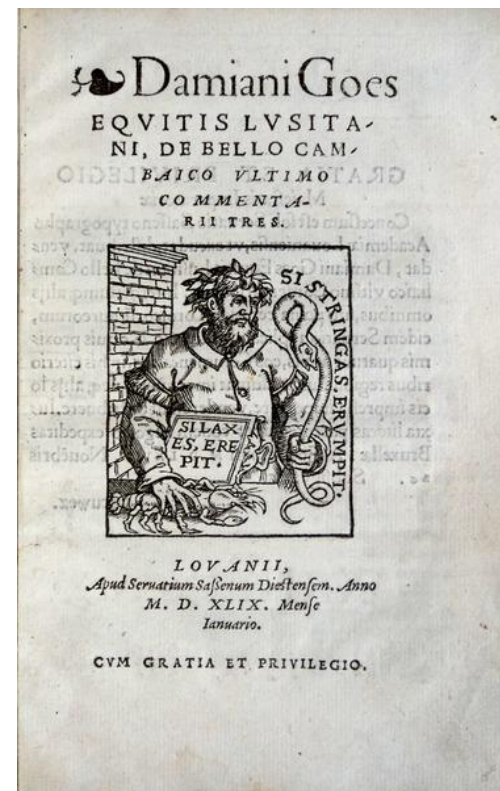 Damiani Goes
EQVITIS LVSITA-
NI, DE BELLO CAM-
BAICO VLTIMO
COMMENTA-
RII TRES.
SI STRINGAS, ERVMPIT.
SI LAX
ES, ERE
PIT.
LOVANII,
Apud Seruatium Saſſenum Dieſtenſem. Anno
M. D. XLIX. Menſe
Ianuario.
CVM GRATIA ET PRIVILEGIO.